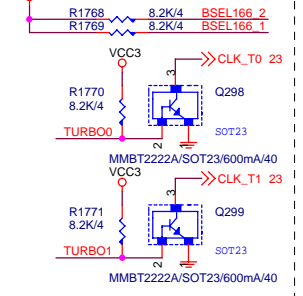 R1768 8.2K/4 BSEL166_2
R1769 8.2K/4 BSEL166_1
VCC3
CLK_T0 23
3
R1770
8.2K/4
Q298
TURBO0
SOT23
2
1
MMBT2222A/SOT23/600mA/40
VCC3
CLK_T1 23
3
R1771
8.2K/4
Q299
TURBO1
SOT23
2
1
MMBT2222A/SOT23/600mA/40